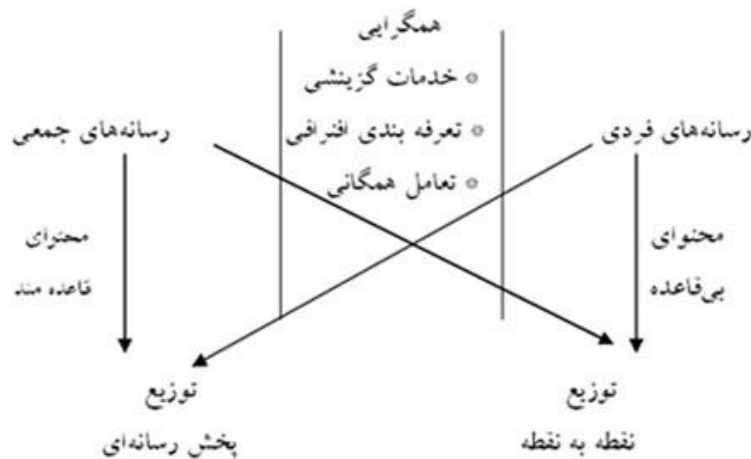 همگرایی
خدمات گزینشی
رسانه‌های فردی
تعرفه بندی افتراقی
رسانه‌های جمعی
تعامل همگانی
محتوای
بی‌قاعده
محتوای
قاعده مند
توزیع
نقطه به نقطه
توزیع
پخش رسانه‌ای